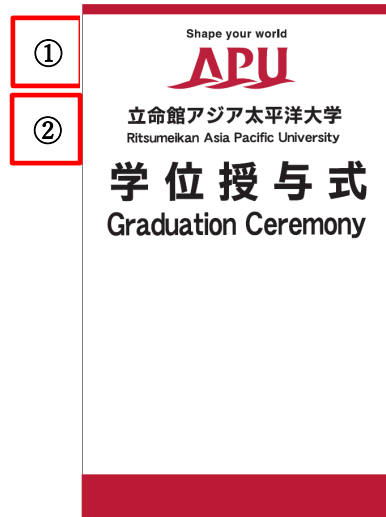 ①
②
Shape your world
APU
立命館アジア太平洋大学
Ritsumeikan Asia Pacific University
学位授与式
Graduation Ceremony